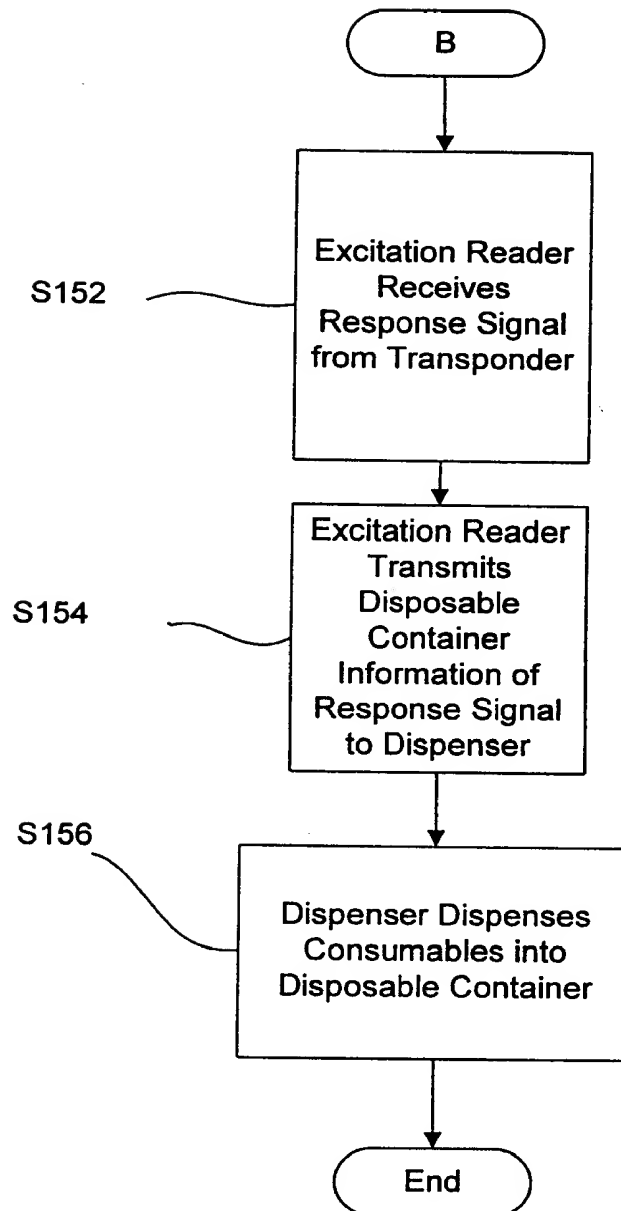 B
S152
Excitation Reader
Receives
Response Signal
from Transponder
S154
Excitation Reader
Transmits
Disposable
Container
Information of
Response Signal
to Dispenser
S156
Dispenser Dispenses
Consumables into
Disposable Container
End